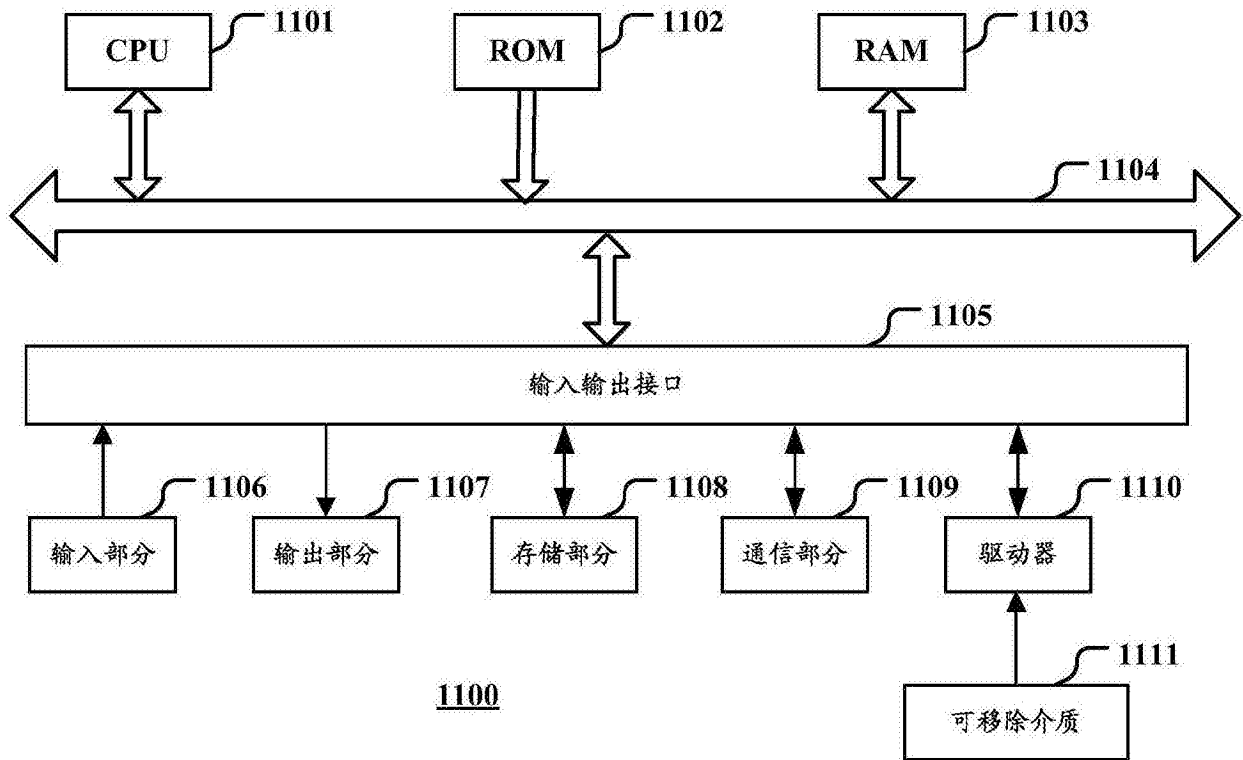 CPU
1101
ROM
1102
RAM
1103
1104
1105
输入输出接口
1106
1107
1108
1109
1110
输入部分
输出部分
存储部分
通信部分
驱动器
1111
1100
可移除介质